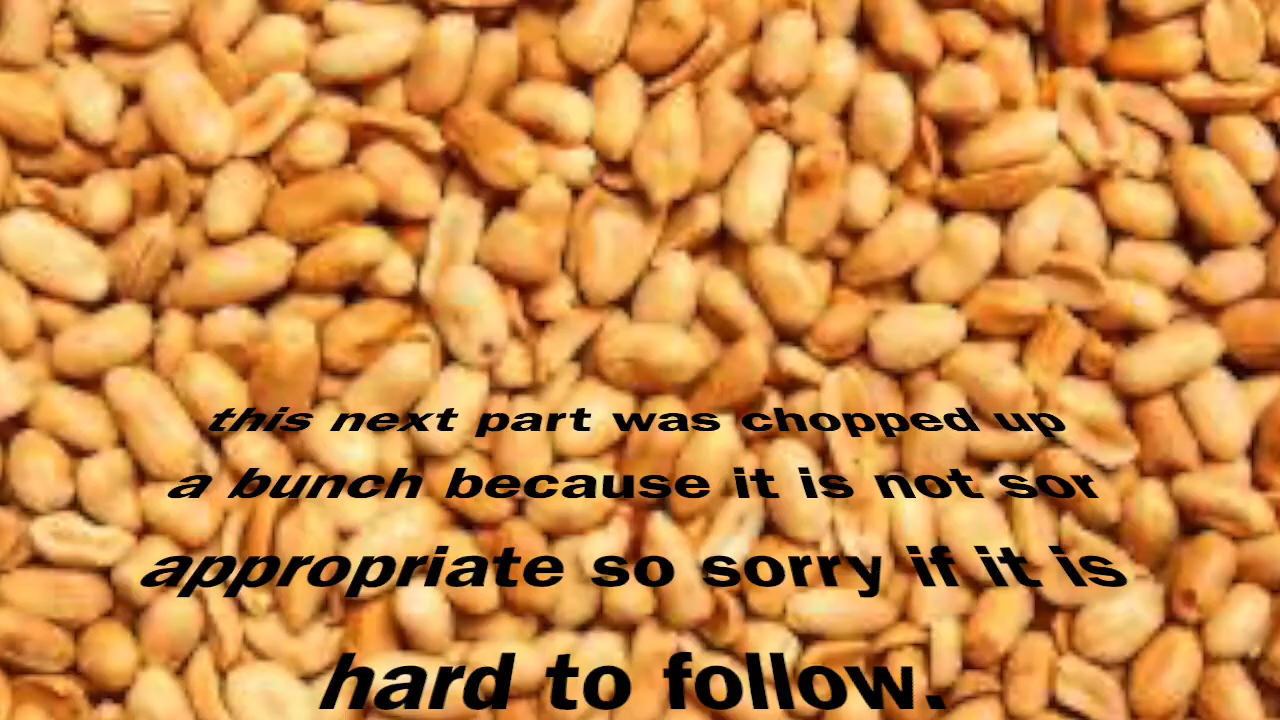 this next part was chopped up
a bunch because it is not sor
appropriate so sorry if it is
hard to follow.